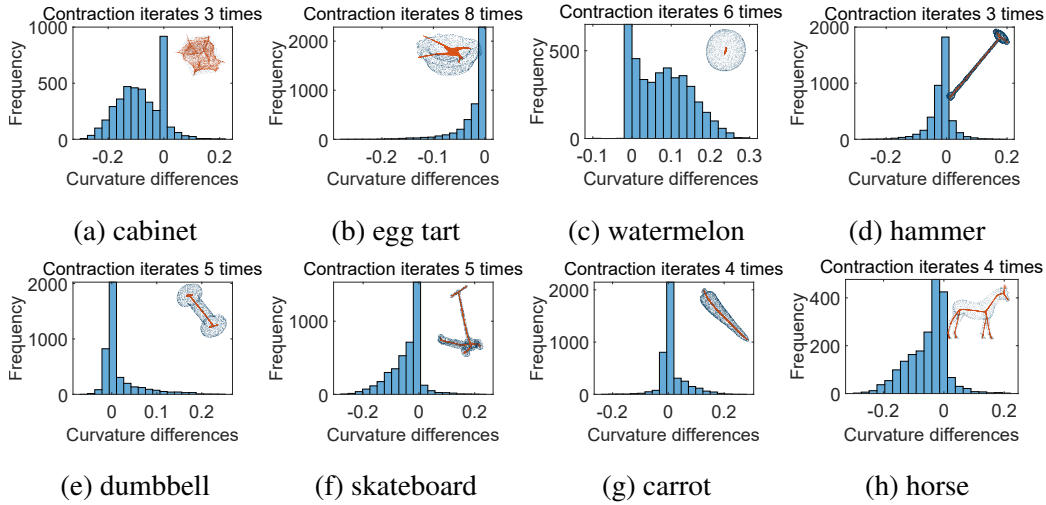 Contraction iterates 3 times
1000
500
0
Frequency
-0.2
0
0.2
Curvature differences
(a) cabinet
Contraction iterates 8 times
2000
1000
0
Frequency
-0.2
-0.1
0
Curvature differences
(b) egg tart
Contraction iterates 6 times
500
0
Frequency
-0.1
0
0.1
0.2
0.3
Curvature differences
(c) watermelon
Contraction iterates 3 times
2000
1000
0
Frequency
-0.2
0
0.2
Curvature differences
(d) hammer
Contraction iterates 5 times
2000
1000
0
Frequency
0
0.1
0.2
Curvature differences
(e) dumbbell
Contraction iterates 5 times
1000
0
Frequency
-0.2
0
0.2
Curvature differences
(f) skateboard
Contraction iterates 4 times
2000
1000
0
Frequency
-0.2
0
0.2
Curvature differences
(g) carrot
Contraction iterates 4 times
400
200
0
Frequency
-0.2
0
0.2
Curvature differences
(h) horse